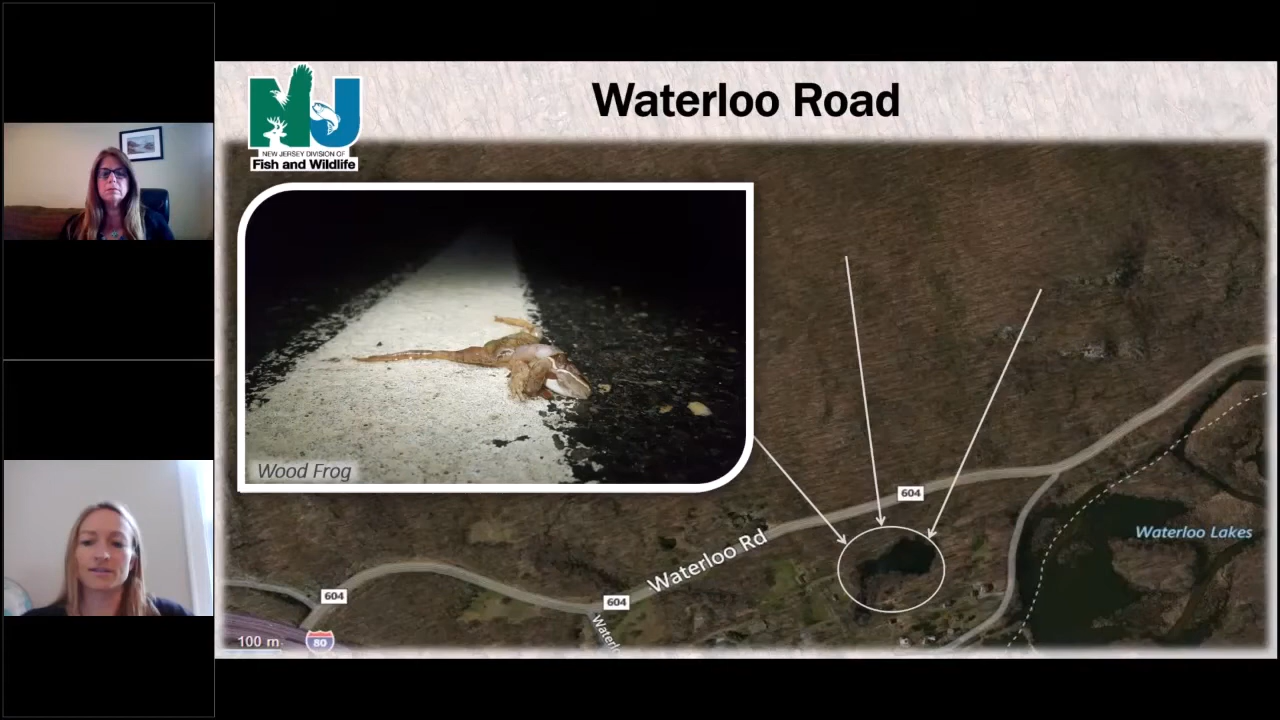 Waterloo Road
NJ
NEW JERSEY DIVISION OF
Fish and Wildlife
Wood Frog
604
Waterloo Lakes
Waterloo Rd
604
604
100 m
80